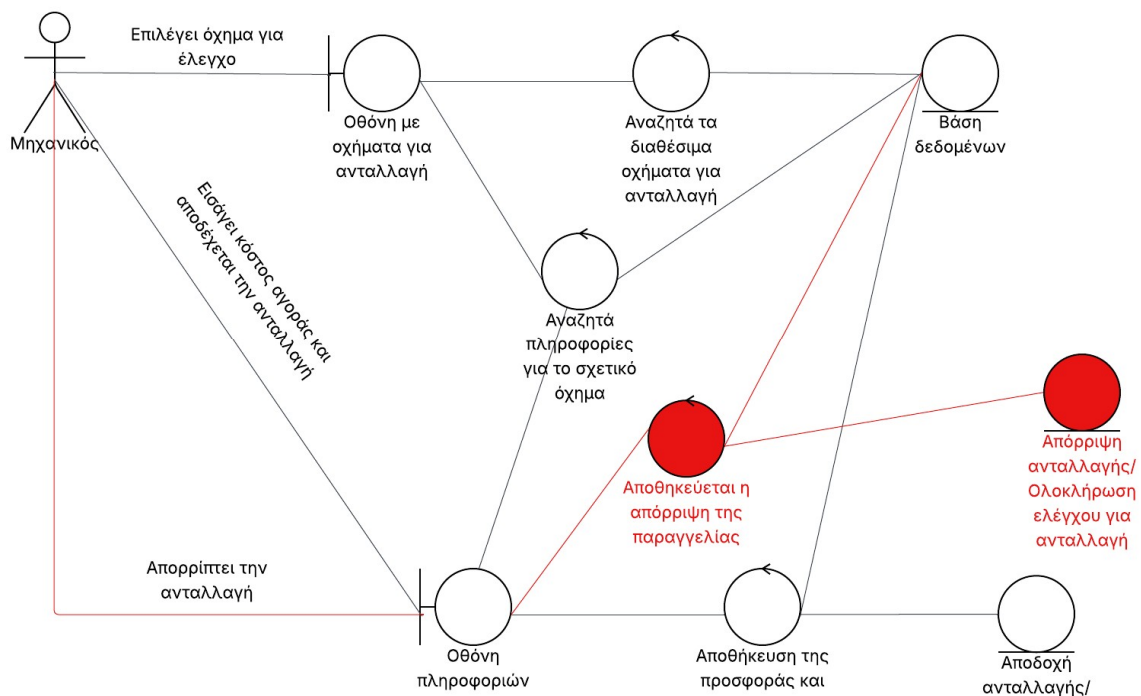 Επιλέγει όχημα για
έλεγχο
Μηχανικός
Οθόνη με
οχήματα για
ανταλλαγή
Αναζητά τα
διαθέσιμα
οχήματα για
ανταλλαγή
Βάση
δεδομένων
Εισάγει κόστος αγοράς και
αποδέχεται την ανταλλαγή
Αναζητά
πληροφορίες
για το σχετικό
όχημα
Αποθηκεύεται η
απόρριψη της
παραγγελίας
Απόρριψη
ανταλλαγής/
Ολοκλήρωση
ελέγχου για
ανταλλαγή
Απορρίπτει την
ανταλλαγή
Οθόνη
πληροφοριών
Αποθήκευση της
προσφοράς και
Αποδοχή
ανταλλαγής/